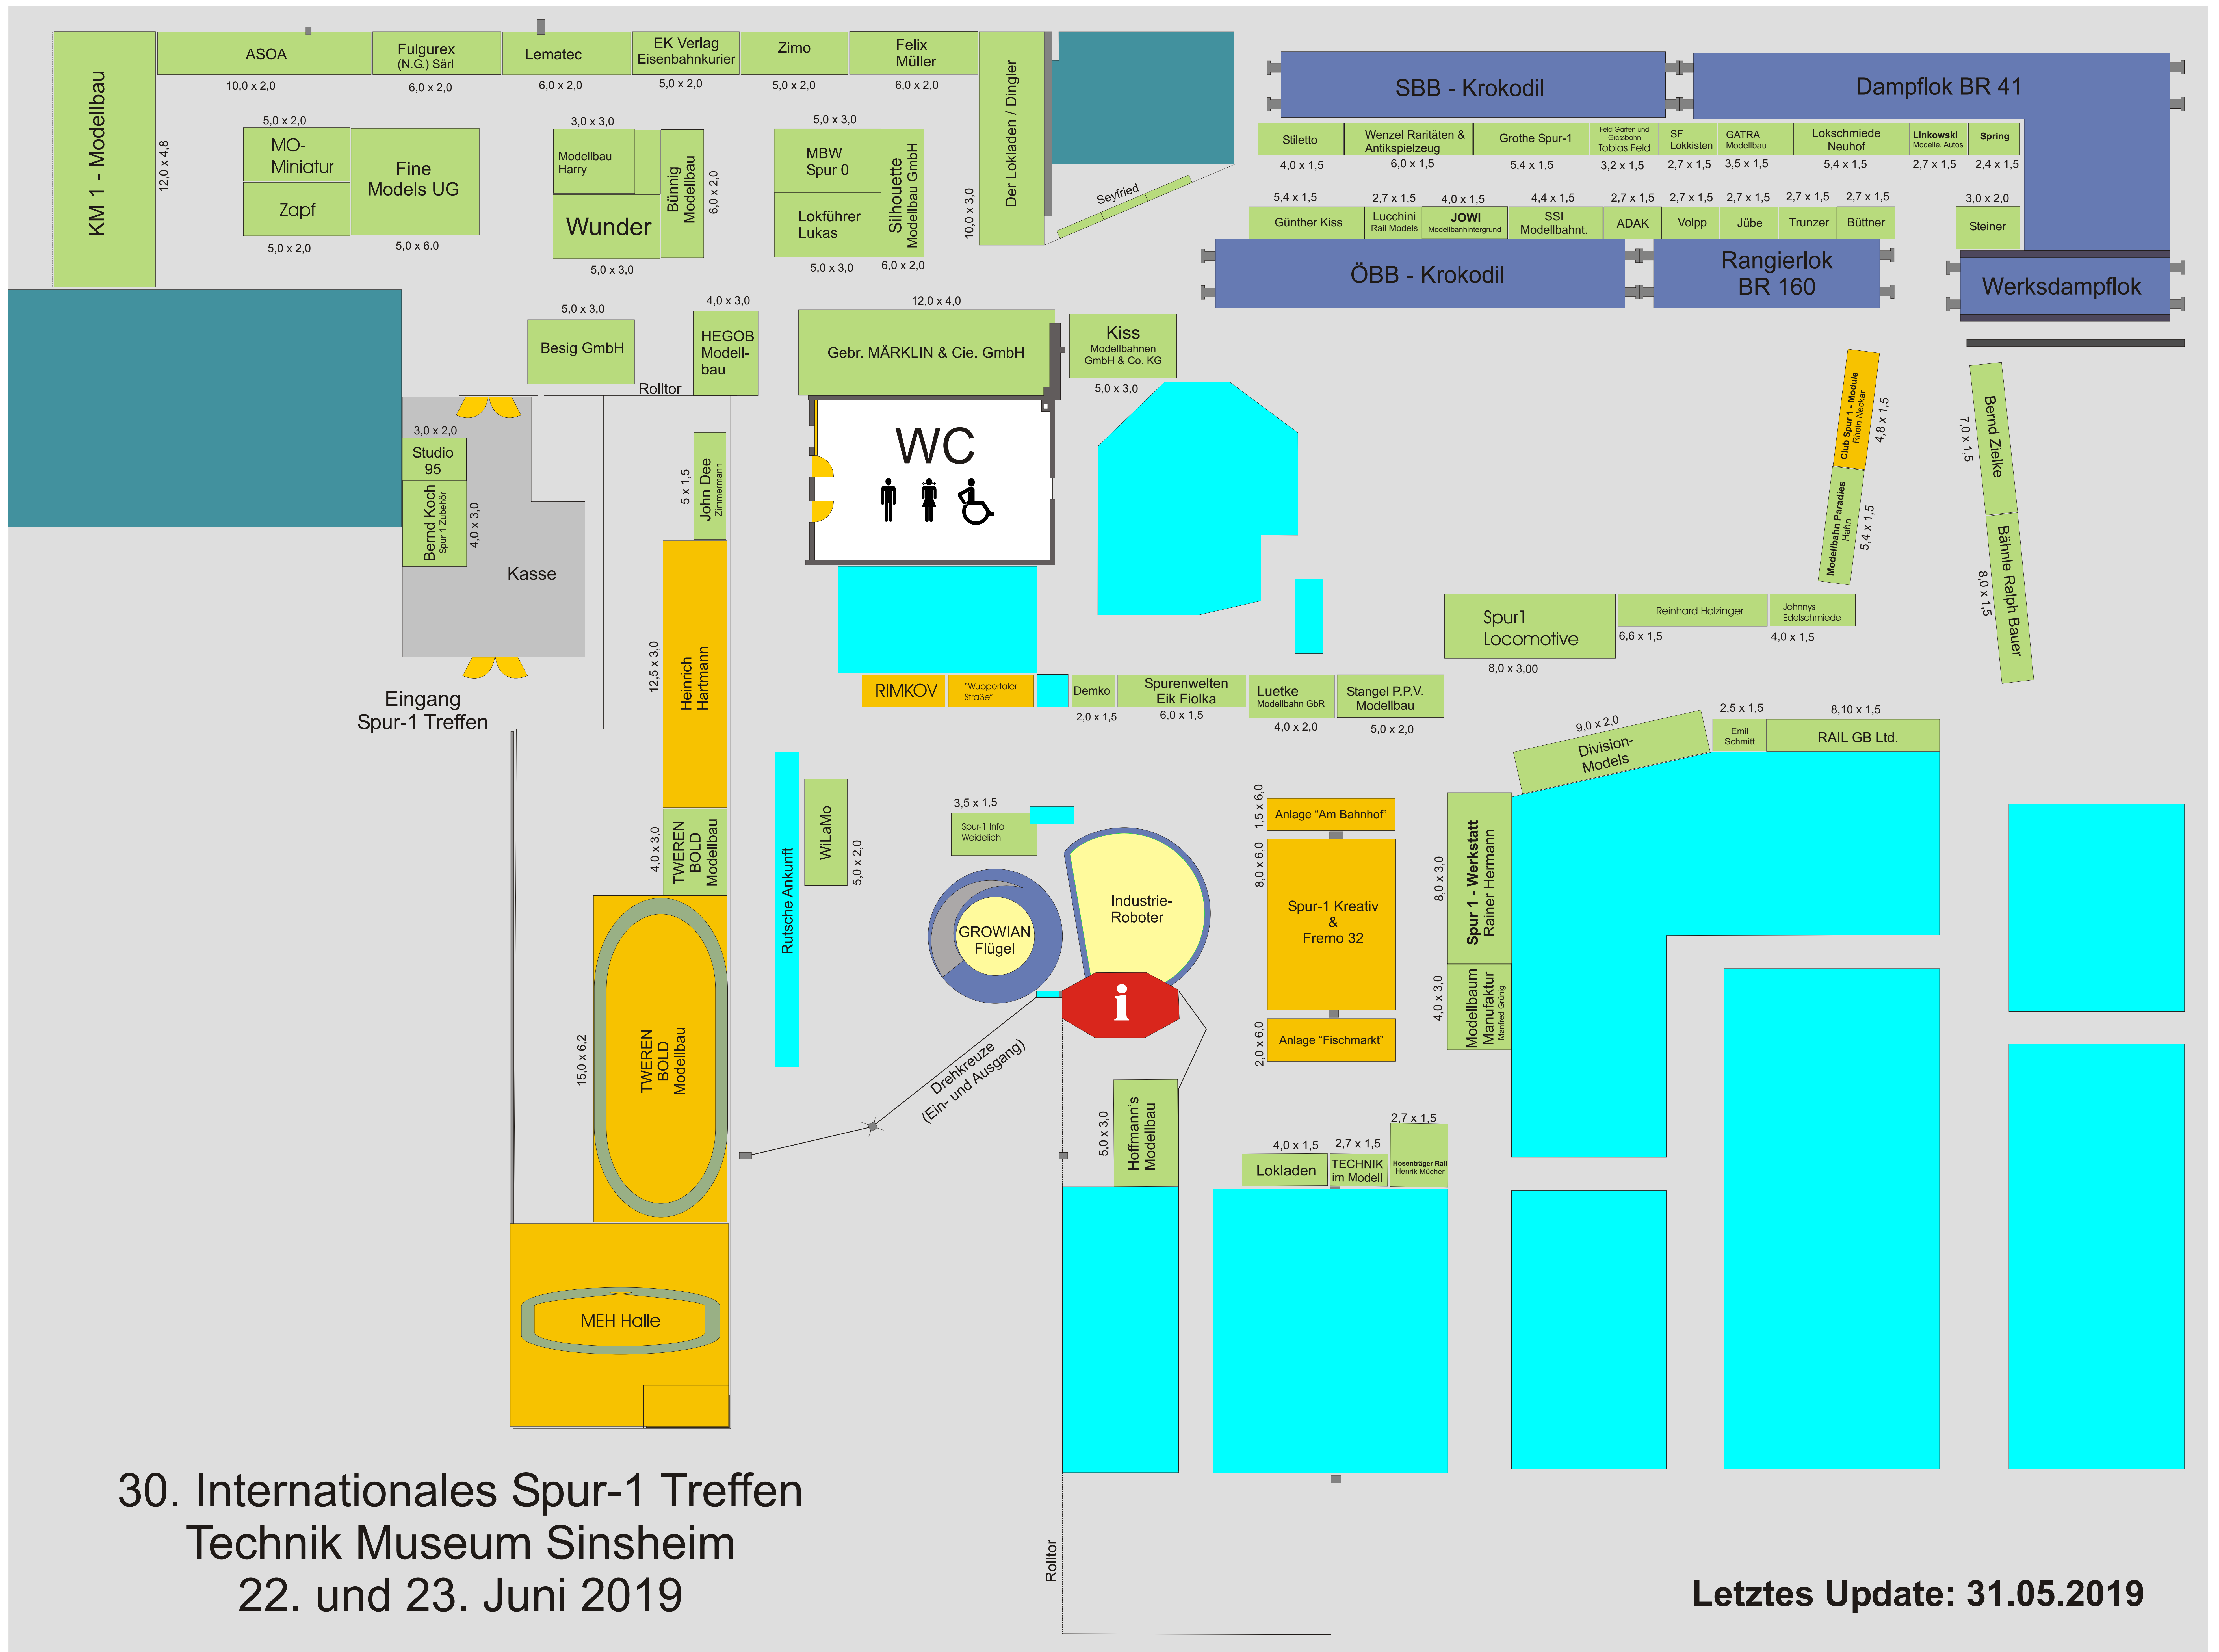 KM 1 - Modellbau
12,0 x 4,8
ASOA
10,0 x 2,0
Fulgurex
(N.G.) Särl
6,0 x 2,0
Lematec
6,0 x 2,0
EK Verlag
Eisenbahnkurier
5,0 x 2,0
Zimo
5,0 x 2,0
Felix
Müller
6,0 x 2,0
Der Lokladen / Dingler
10,0 x 3,0
Seyfried
5,0 x 2,0
MO-
Miniatur
Zapf
5,0 x 2,0
Fine
Models UG
5,0 x 6.0
3,0 x 3,0
Modellbau
Harry
Wunder
5,0 x 3,0
Bünnig
Modellbau
6,0 x 2,0
5,0 x 3,0
MBW
Spur 0
Lokführer
Lukas
5,0 x 3,0
Silhouette
Modellbau GmbH
6,0 x 2,0
SBB - Krokodil
Dampflok BR 41
Stiletto
4,0 x 1,5
Wenzel Raritäten &
Antikspielzeug
6,0 x 1,5
Grothe Spur-1
5,4 x 1,5
Feld Garten und
Grossbahn
Tobias Feld
3,2 x 1,5
SF
Lokkisten
2,7 x 1,5
GATRA
Modellbau
3,5 x 1,5
Lokschmiede
Neuhof
5,4 x 1,5
Linkowski
Modelle, Autos
2,7 x 1,5
Spring
2,4 x 1,5
5,4 x 1,5
Günther Kiss
2,7 x 1,5
Lucchini
Rail Models
4,0 x 1,5
JOWI
Modellbanhintergrund
4,4 x 1,5
SSI
Modellbahnt.
2,7 x 1,5
ADAK
2,7 x 1,5
Volpp
2,7 x 1,5
Jübe
2,7 x 1,5
Trunzer
2,7 x 1,5
Büttner
3,0 x 2,0
Steiner
ÖBB - Krokodil
Rangierlok
BR 160
Werksdampflok
5,0 x 3,0
Besig GmbH
4,0 x 3,0
HEGOB
Modell-
bau
Rolltor
12,0 x 4,0
Gebr. MÄRKLIN & Cie. GmbH
Kiss
Modellbahnen
GmbH & Co. KG
5,0 x 3,0
WC
3,0 x 2,0
Studio
95
Bernd Koch
Spur 1 Zubehör
4,0 x 3,0
Kasse
Eingang
Spur-1 Treffen
5 x 1,5
John Dee
Zimmermann
12,5 x 3,0
Heinrich
Hartmann
4,0 x 3,0
TWEREN
BOLD
Modellbau
15,0 x 6,2
TWEREN
BOLD
Modellbau
MEH Halle
Club Spur 1 - Module
Rhein Neckar
4,8 x 1,5
Modellbahn Paradies
Hahn
5,4 x 1,5
Bernd Zielke
7,0 x 1,5
Bähnle Ralph Bauer
8,0 x 1,5
Spur1
Locomotive
8,0 x 3,00
Reinhard Holzinger
6,6 x 1,5
Johnnys
Edelschmiede
4,0 x 1,5
RIMKOV
"Wuppertaler
Straße"
Demko
2,0 x 1,5
Spurenwelten
Eik Fiolka
6,0 x 1,5
Luetke
Modellbahn GbR
4,0 x 2,0
Stangel P.P.V.
Modellbau
5,0 x 2,0
9,0 x 2,0
Division-
Models
2,5 x 1,5
Emil
Schmitt
8,10 x 1,5
RAIL GB Ltd.
Rutsche Ankunft
WiLaMo
5,0 x 2,0
3,5 x 1,5
Spur-1 Info
Weidelich
GROWIAN
Flügel
Industrie-
Roboter
i
Drehkreuze
(Ein- und Ausgang)
1,5 x 6,0
Anlage “Am Bahnhof”
8,0 x 6,0
Spur-1 Kreativ
&
Fremo 32
2,0 x 6,0
Anlage “Fischmarkt”
8,0 x 3,0
Spur 1 - Werkstatt
Rainer Hermann
4,0 x 3,0
Modellbaum
Manufaktur
Manfred Grünig
5,0 x 3,0
Hoffmann's
Modellbau
4,0 x 1,5
Lokladen
2,7 x 1,5
TECHNIK
im Modell
2,7 x 1,5
Hosenträger Rail
Henrik Mücher
Rolltor
30. Internationales Spur-1 Treffen
Technik Museum Sinsheim
22. und 23. Juni 2019
Letztes Update: 31.05.2019